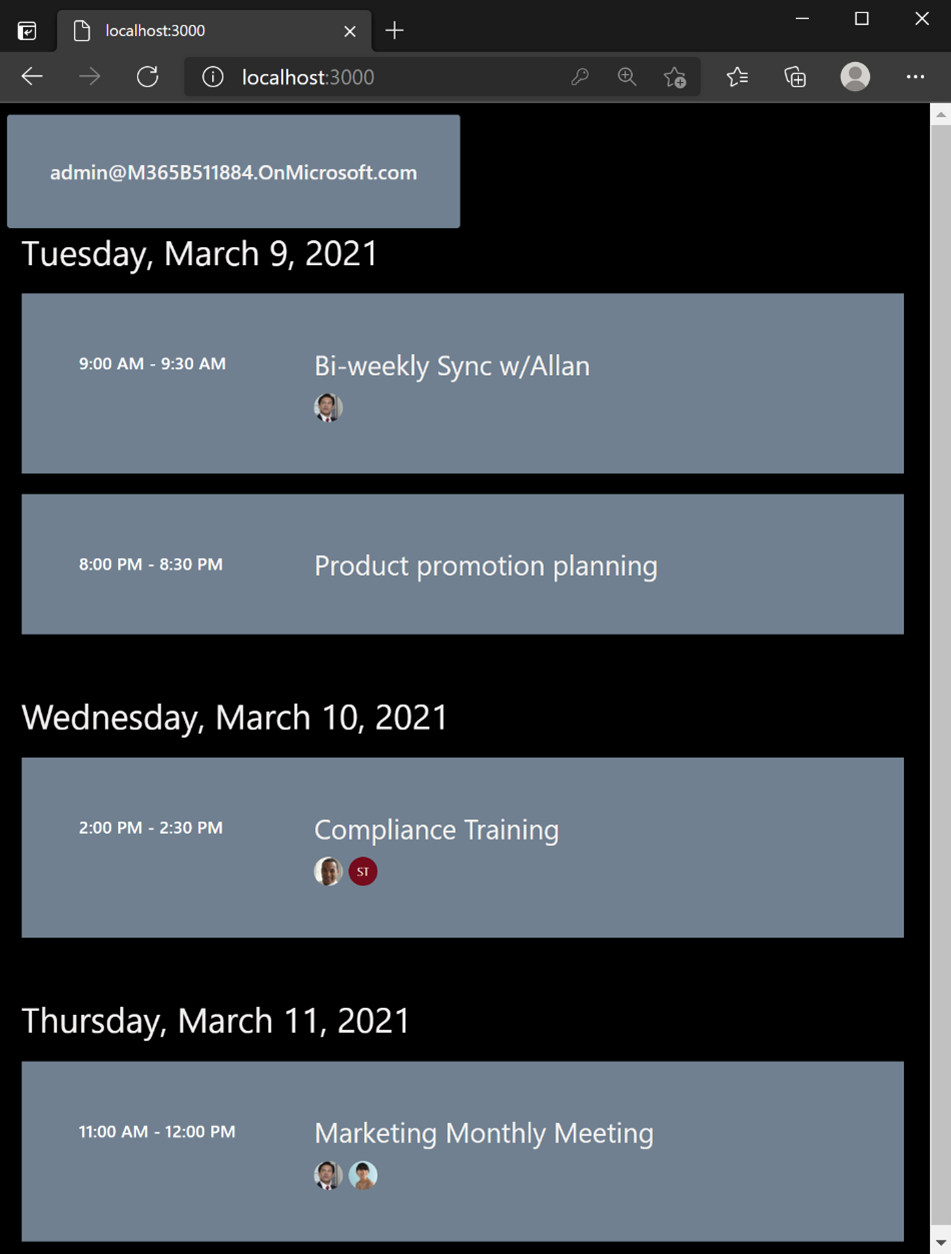 localhost:3000
localhost:3000
admin@M365B511884.OnMicrosoft.com
Tuesday, March 9, 2021
9:00 AM - 9:30 AM
Bi-weekly Sync w/Allan
8:00 PM - 8:30 PM
Product promotion planning
Wednesday, March 10, 2021
2:00 PM - 2:30 PM
Compliance Training
ST
Thursday, March 11, 2021
11:00 AM - 12:00 PM
Marketing Monthly Meeting